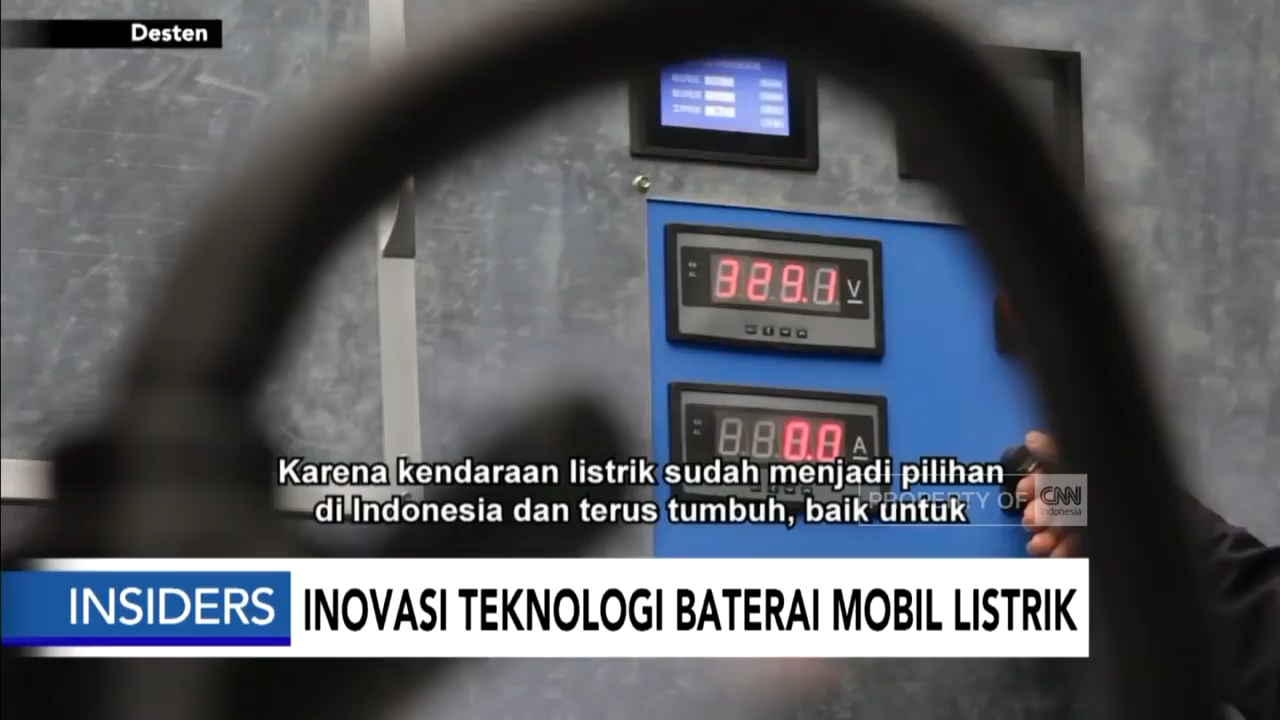 Desten
329.1 V
0.0 A
Karena kendaraan listrik sudah menjadi pilihan
di Indonesia dan terus tumbuh, baik untuk
PROPERTY OF CNN Indonesia
INSIDERS
INOVASI TEKNOLOGI BATERAI MOBIL LISTRIK